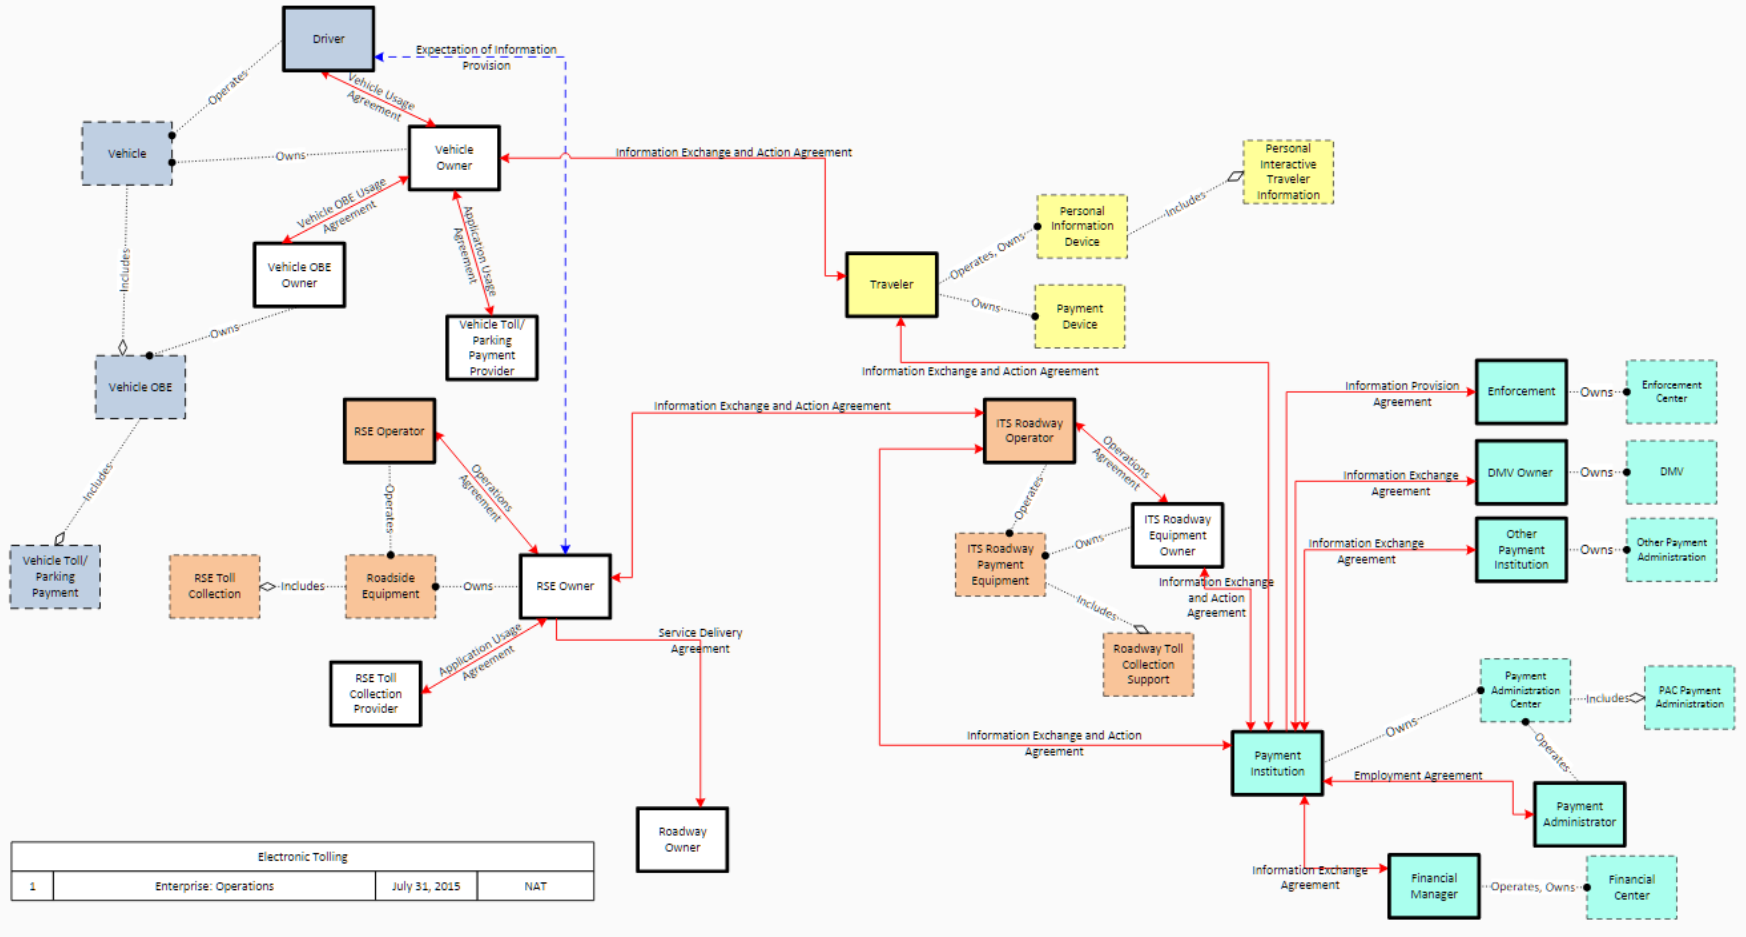 Driver
Expectation of Information
Provision
Operates
Vehicle Usage
Agreement
Vehicle
Owns
Vehicle
Owner
Information Exchange and Action Agreement
Personal
Interactive
Traveler
Information
Includes
Personal
Information
Device
Operates, Owns
Vehicle OBE Usage
Agreement
Application Usage
Agreement
Includes
Vehicle OBE
Owner
Traveler
Owns
Payment
Device
Owns
Vehicle Toll/
Parking
Payment
Provider
Vehicle OBE
Information Exchange and Action Agreement
Information Provision
Agreement
Enforcement
Owns
Enforcement
Center
RSE Operator
Information Exchange and Action Agreement
ITS Roadway
Operator
Operations
Agreement
Includes
Operations
Agreement
Operates
Operates
Information Exchange
Agreement
DMV Owner
Owns
DMV
ITS Roadway
Equipment
Owner
Owns
Information Exchange
Agreement
Other
Payment
Institution
Owns
Other Payment
Administration
Vehicle Toll/
Parking
Payment
RSE Toll
Collection
Includes
Roadside
Equipment
Owns
RSE Owner
ITS Roadway
Payment
Equipment
Information Exchange
and Action
Agreement
Includes
Application Usage
Agreement
Service Delivery
Agreement
Roadway Toll
Collection
Support
RSE Toll
Collection
Provider
Payment
Administration
Center
Includes
PAC Payment
Administration
Owns
Operates
Information Exchange and Action
Agreement
Payment
Institution
Employment Agreement
Payment
Administrator
Roadway
Owner
Information Exchange
Agreement
Financial
Manager
Operates, Owns
Financial
Center
Electronic Tolling
1 Enterprise: Operations July 31, 2015 NAT